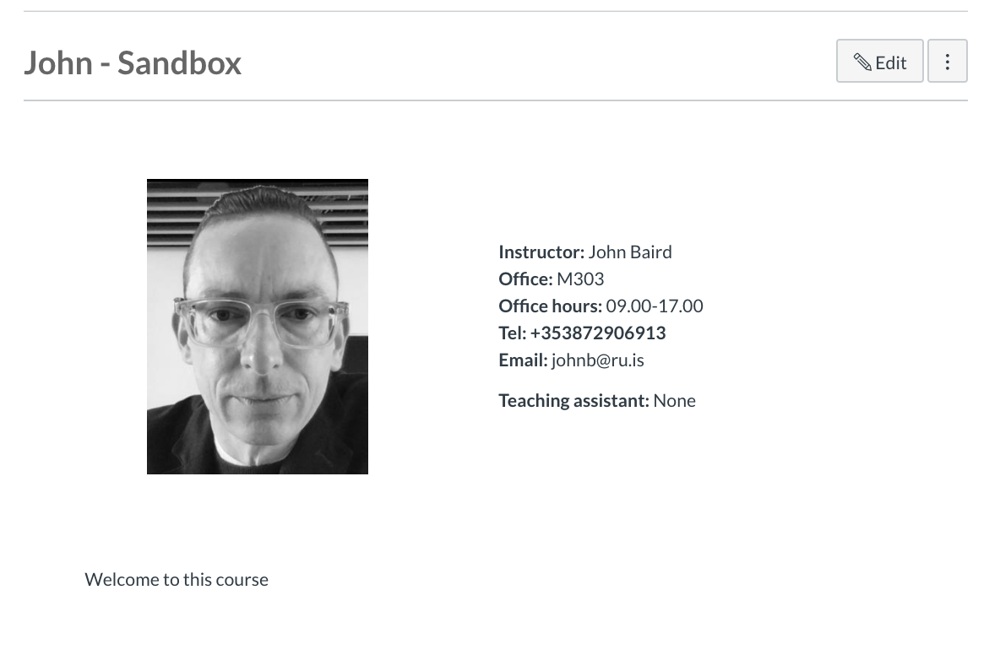 John - Sandbox
Edit
Instructor: John Baird
Office: M303
Office hours: 09.00-17.00
Tel: +353872906913
Email: johnb@ru.is
Teaching assistant: None
Welcome to this course